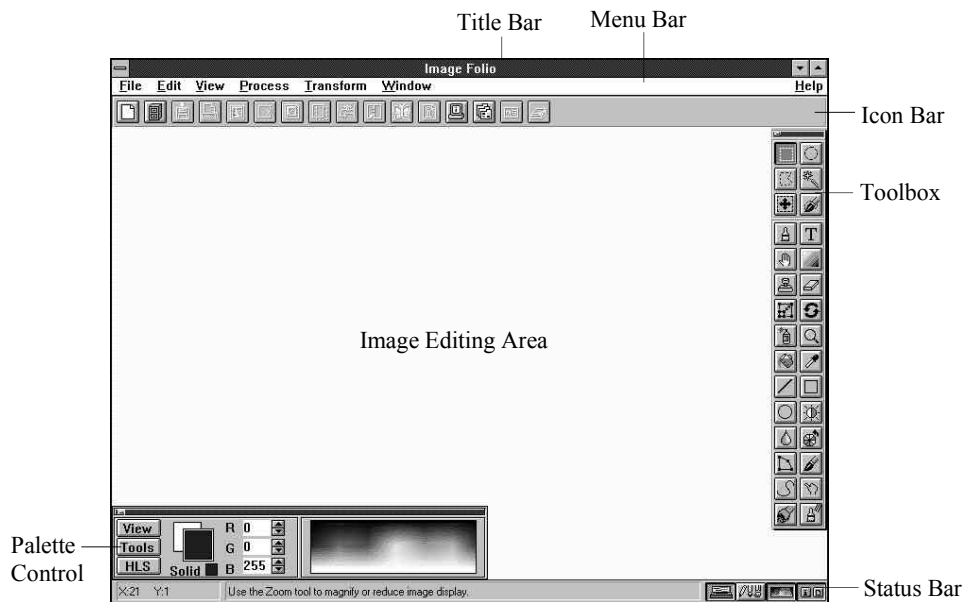 Title Bar
Menu Bar
Image Folio
File Edit View Process Transform Window Help
Icon Bar
Toolbox
T
Image Editing Area
View
R 0
Tools
G 0
HLS
Solid
B 255
Palette
Control
X:21 Y:1
Use the Zoom tool to magnify or reduce image display.
Status Bar